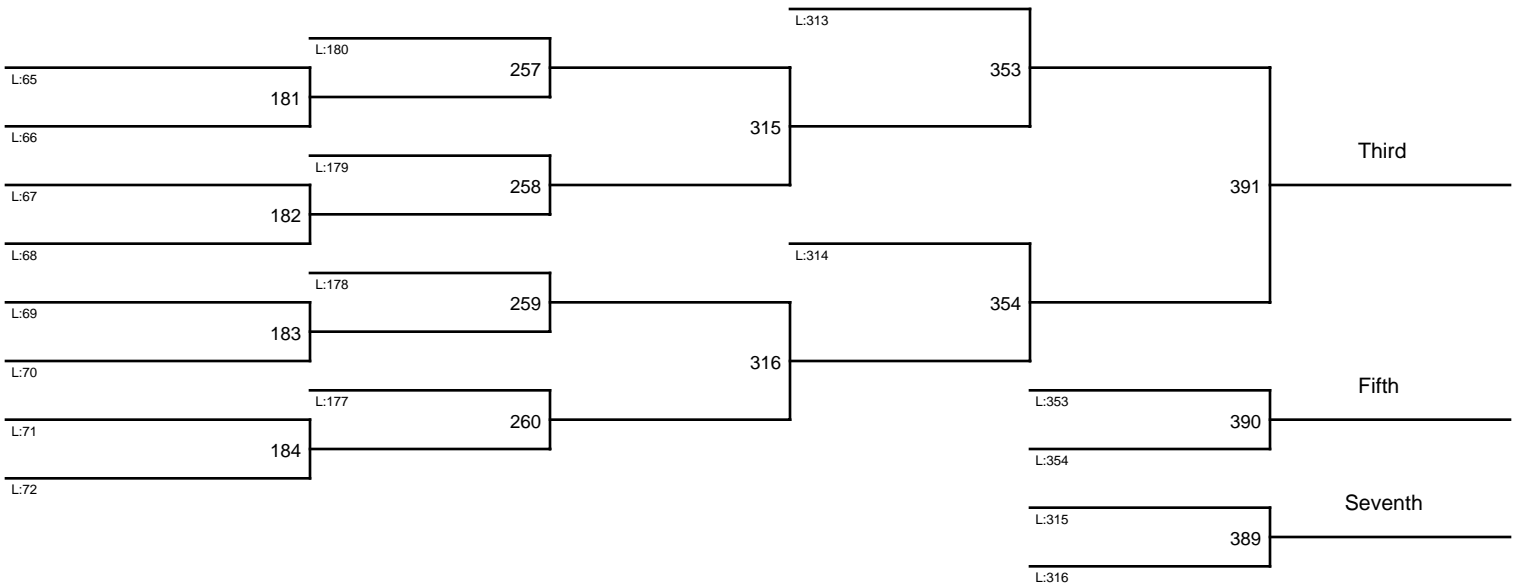 L:313
L:180
257
353
L:65
181
L:66
315
Third
L:179
258
391
L:67
182
L:68
L:314
L:178
259
354
L:69
183
L:70
316
Fifth
L:177
L:353
260
390
L:71
184
L:354
L:72
Seventh
L:315
389
L:316